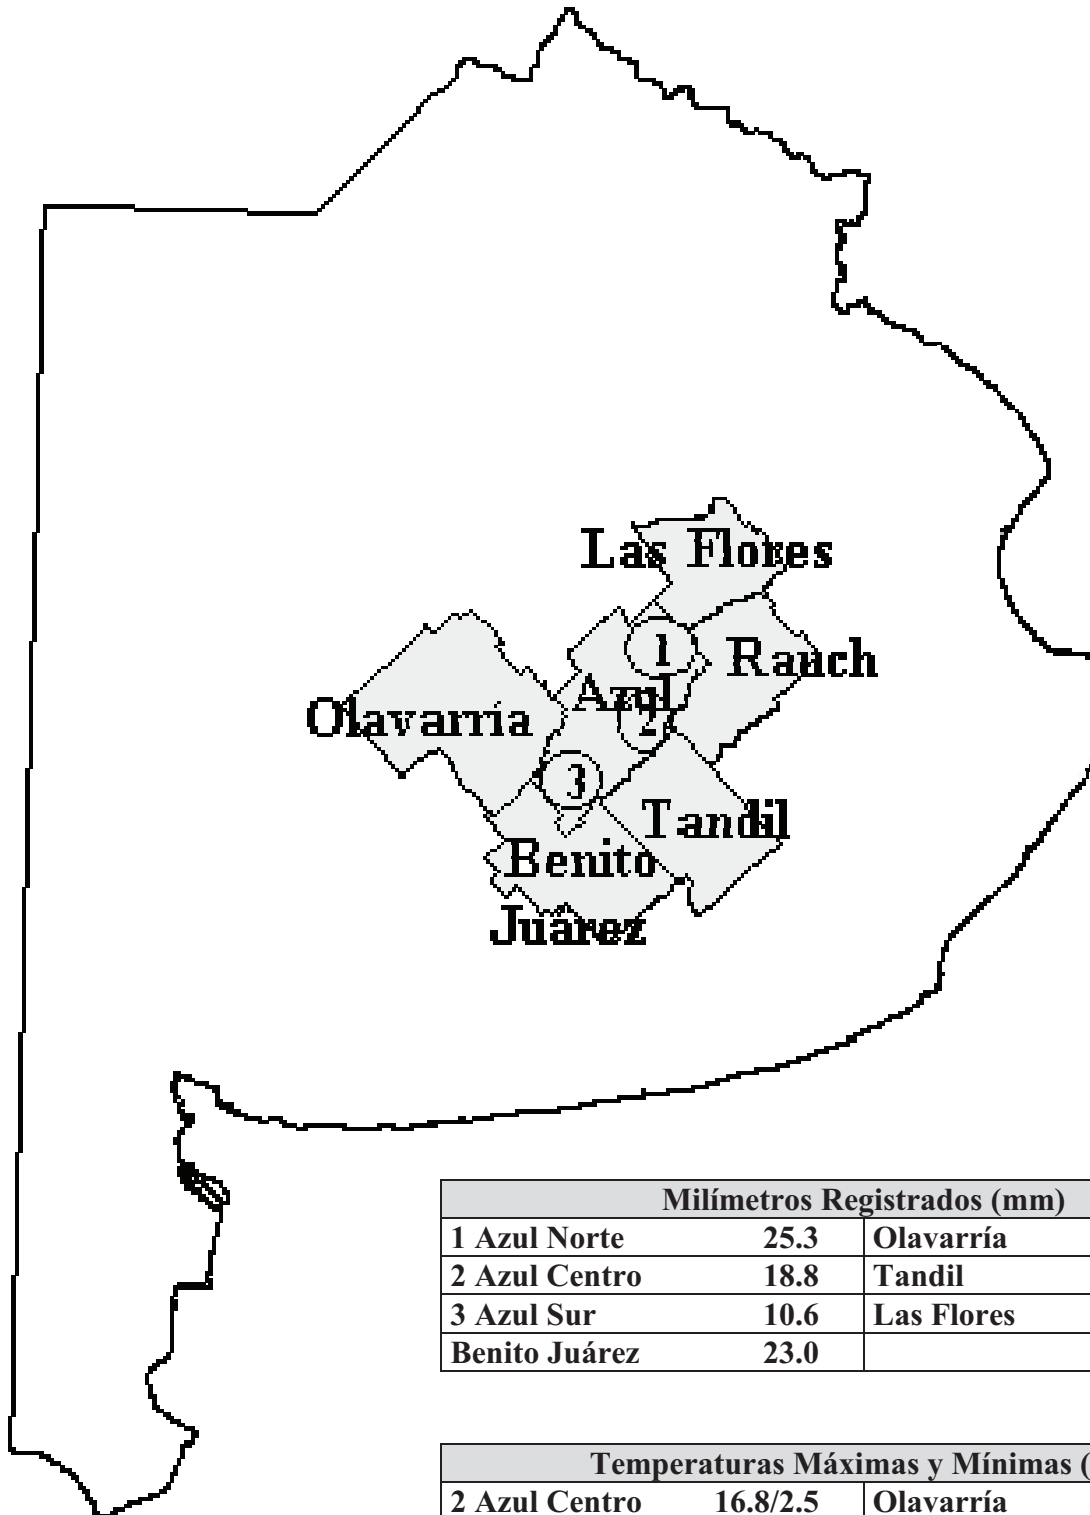 Las Flores
1
Rauch
Azul
Olavarría
2
3
Tandil
Benito
Juárez
Milímetros Registrados (mm)
1 Azul Norte 25.3 Olavarría
2 Azul Centro 18.8 Tandil
3 Azul Sur 10.6 Las Flores
Benito Juárez 23.0
Temperaturas Máximas y Mínimas (
2 Azul Centro 16.8/2.5 Olavarría